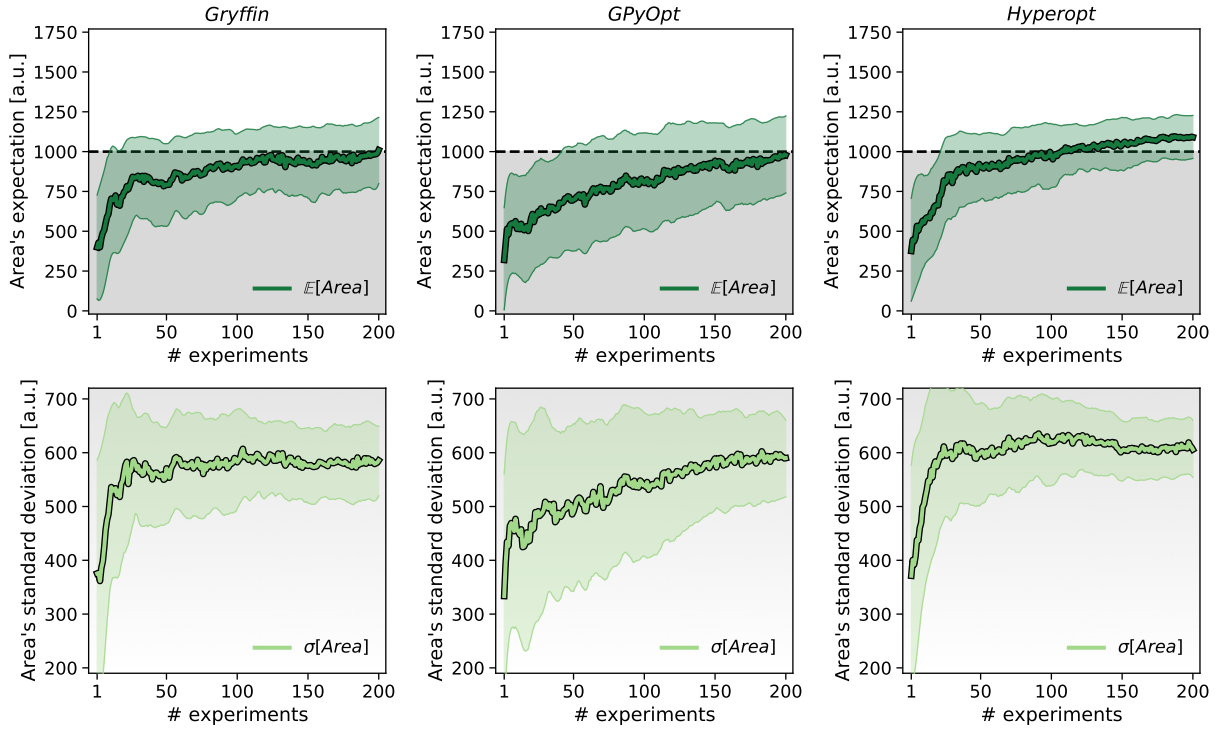 Gryffin
GPyOpt
Hyperopt
Area's expectation [a.u.]
1750
1500
1250
1000
750
500
250
0
𝔼[Area]
1 50 100 150 200
# experiments
Area's expectation [a.u.]
1750
1500
1250
1000
750
500
250
0
𝔼[Area]
1 50 100 150 200
# experiments
Area's expectation [a.u.]
1750
1500
1250
1000
750
500
250
0
𝔼[Area]
1 50 100 150 200
# experiments
Area's standard deviation [a.u.]
700
600
500
400
300
200
σ[Area]
1 50 100 150 200
# experiments
Area's standard deviation [a.u.]
700
600
500
400
300
200
σ[Area]
1 50 100 150 200
# experiments
Area's standard deviation [a.u.]
700
600
500
400
300
200
σ[Area]
1 50 100 150 200
# experiments